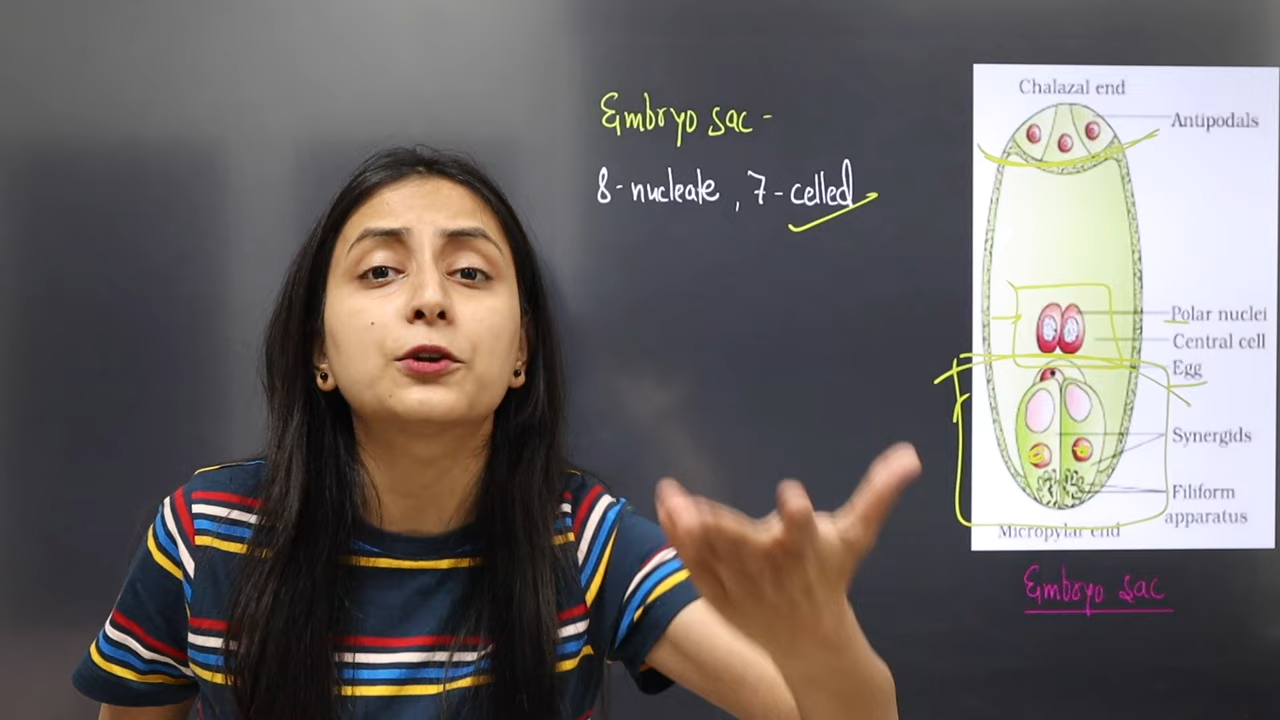 Embryo sac -
8-nucleate, 7-celled
Chalazal end
Antipodals
Polar nuclei
Central cell
Egg
Synergids
Filiform
apparatus
Micropylar end
Embryo sac